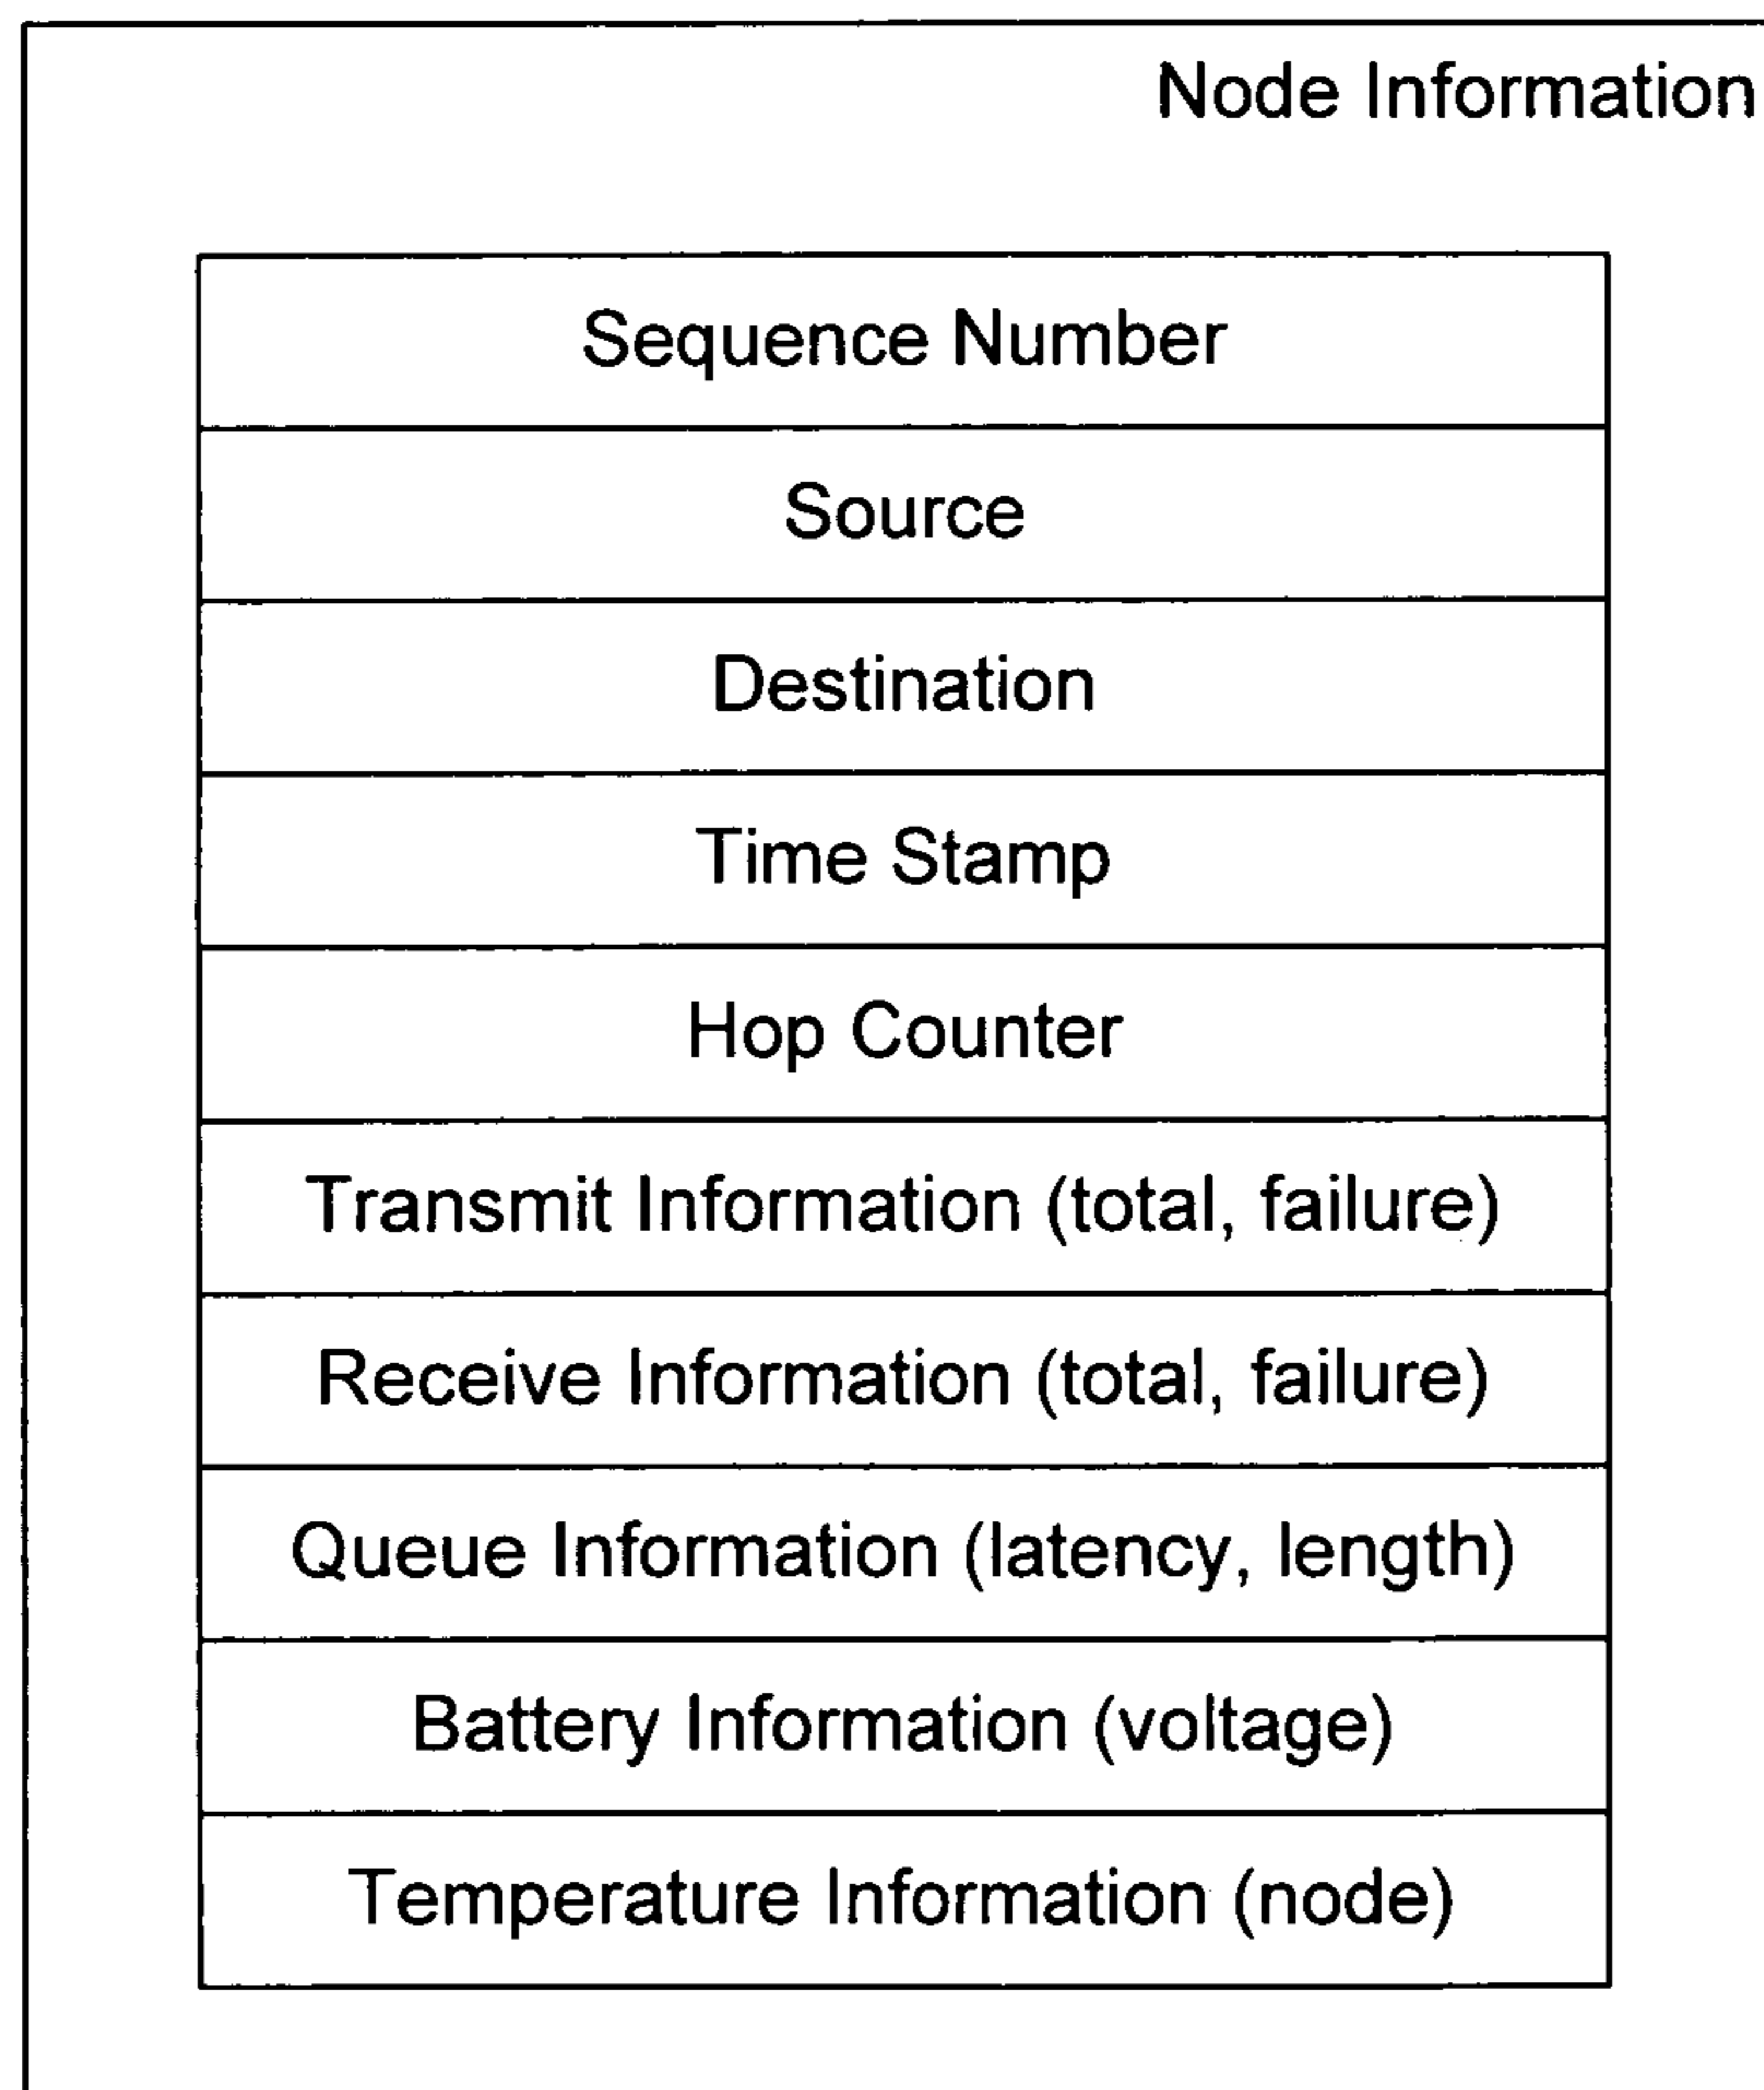 Node Information
Sequence Number
Source
Destination
Time Stamp
Hop Counter
Transmit Information (total, failure)
Receive Information (total, failure)
Queue Information (latency, length)
Battery Information (voltage)
Temperature Information (node)